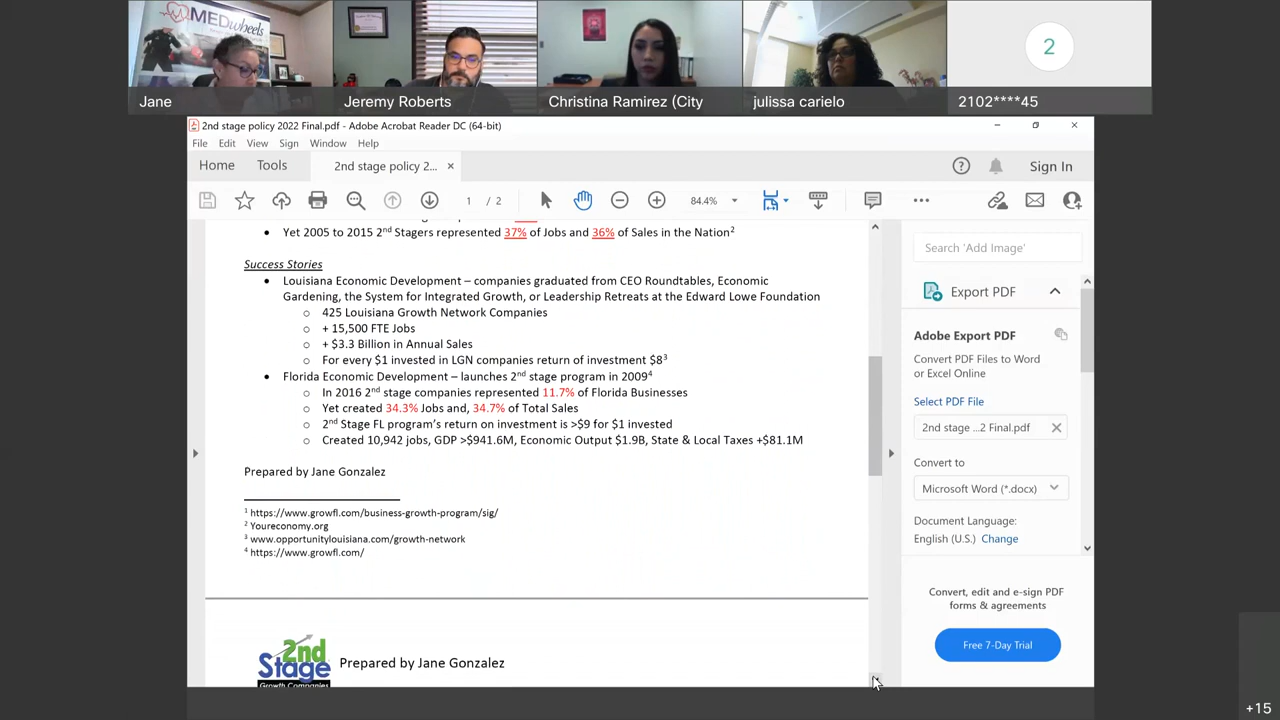 MEDwheels
2
Jane
Jeremy Roberts
Christina Ramirez (City
julissa carielo
2102****45
2nd stage policy 2022 Final.pdf - Adobe Acrobat Reader DC (64-bit)
File Edit View Sign Window Help
Home Tools 2nd stage policy 2... × Sign In
1 / 2 84.4%
• Yet 2005 to 2015 2nd Stagers represented 37% of Jobs and 36% of Sales in the Nation2
Success Stories
• Louisiana Economic Development – companies graduated from CEO Roundtables, Economic
Gardening, the System for Integrated Growth, or Leadership Retreats at the Edward Lowe Foundation
o 425 Louisiana Growth Network Companies
o + 15,500 FTE Jobs
o + $3.3 Billion in Annual Sales
o For every $1 invested in LGN companies return of investment $83
• Florida Economic Development – launches 2nd stage program in 20094
o In 2016 2nd stage companies represented 11.7% of Florida Businesses
o Yet created 34.3% Jobs and, 34.7% of Total Sales
o 2nd Stage FL program's return on investment is >$9 for $1 invested
o Created 10,942 jobs, GDP >$941.6M, Economic Output $1.9B, State & Local Taxes +$81.1M
Prepared by Jane Gonzalez
1 https://www.growfl.com/business-growth-program/sig/
2 Youreconomy.org
3 www.opportunitylouisiana.com/growth-network
4 https://www.growfl.com/
2nd
Stage
Growth Companies
Prepared by Jane Gonzalez
Search 'Add Image'
Export PDF
Adobe Export PDF
Convert PDF Files to Word
or Excel Online
Select PDF File
2nd stage ...2 Final.pdf
Convert to
Microsoft Word (*.docx)
Document Language:
English (U.S.) Change
Convert, edit and e-sign PDF
forms & agreements
Free 7-Day Trial
+15